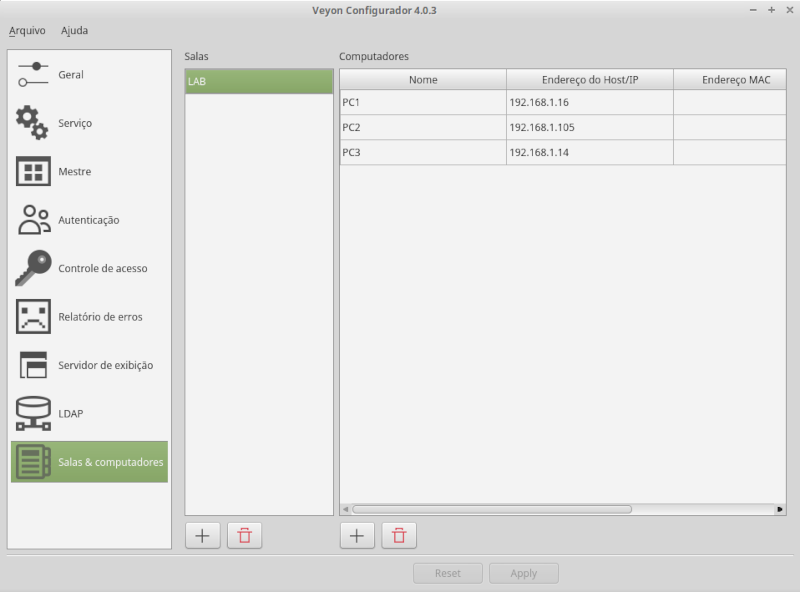 Veyon Configurador 4.0.3
Arquivo Ajuda
Geral
Serviço
Mestre
Autenticação
Controle de acesso
Relatório de erros
Servidor de exibição
LDAP
Salas & computadores
Salas
LAB
Computadores
Nome Endereço do Host/IP Endereço MAC
PC1 192.168.1.16
PC2 192.168.1.105
PC3 192.168.1.14
Reset Apply